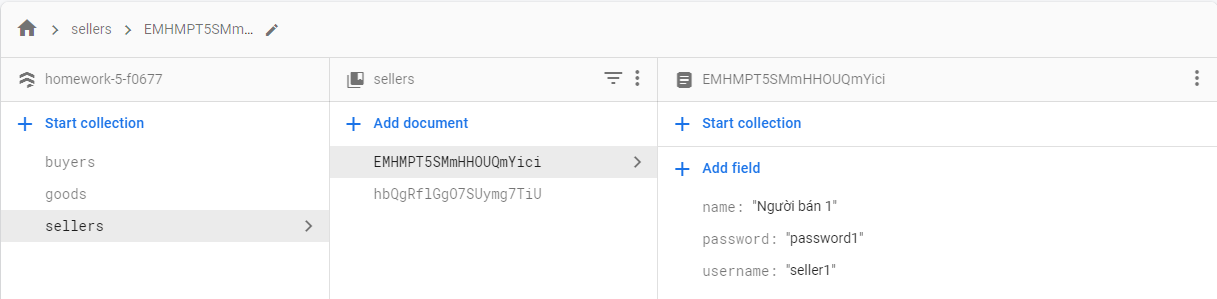 sellers EMHMPT5SMm...
homework-5-f0677
Start collection
buyers
goods
sellers
sellers
Add document
EMHMPT5SMmHHOUQmYici
hbQgRflGgO7SUymg7TiU
EMHMPT5SMmHHOUQmYici
Start collection
Add field
name: "Người bán 1"
password: "password1"
username: "seller1"